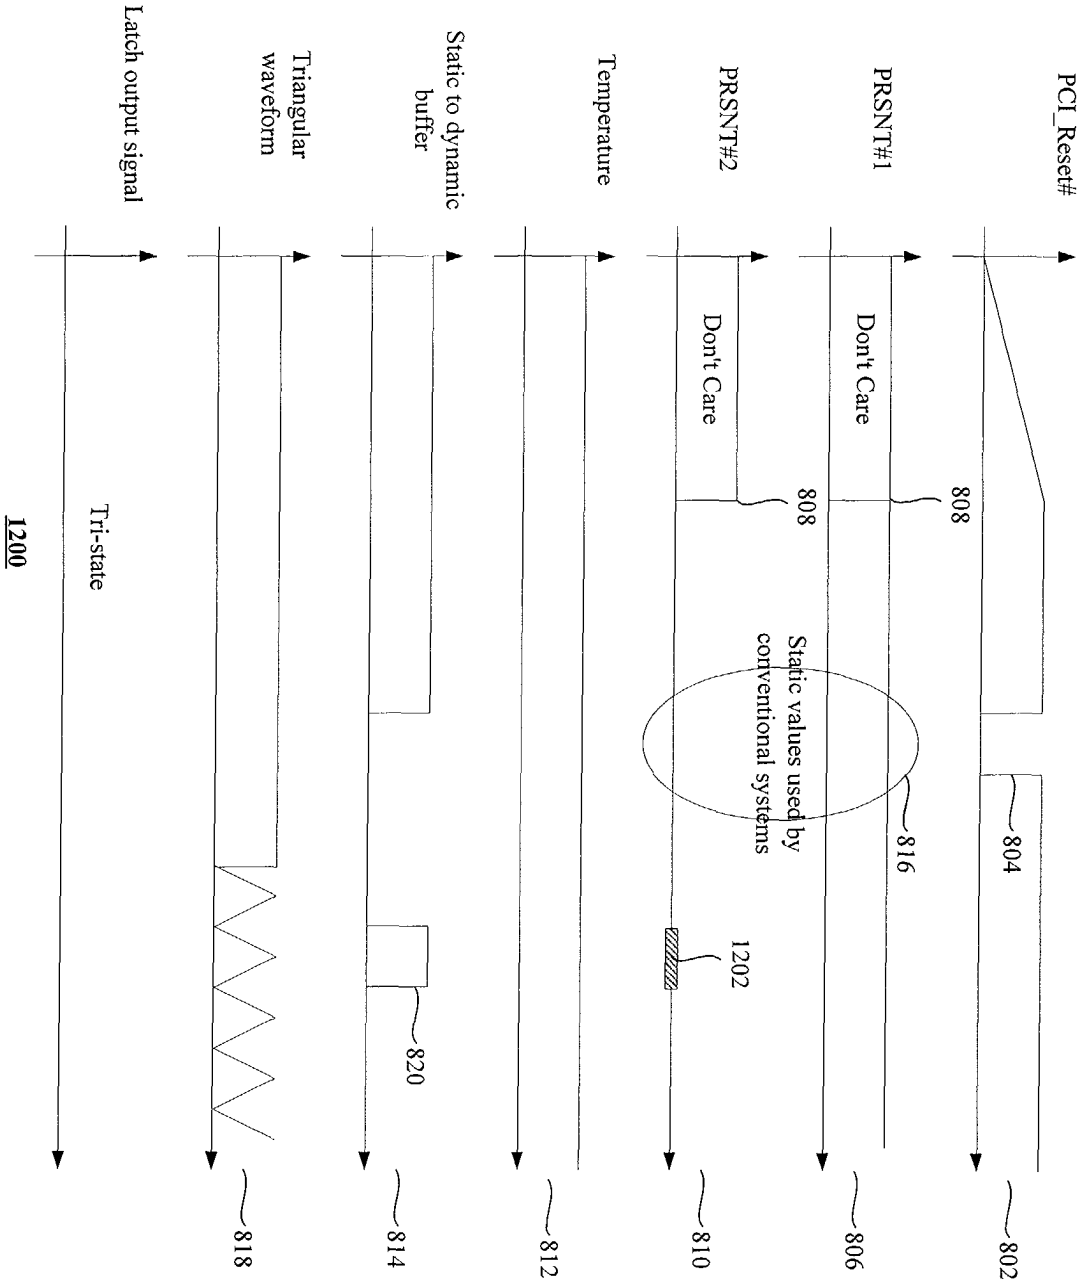 PCI_Reset#
804
802
PRSNT#1
Don't Care
808
816
806
PRSNT#2
Don't Care
808
Static values used by
conventional systems
1202
810
Temperature
812
Static to dynamic
buffer
820
814
Triangular
waveform
818
Latch output signal
Tri-state
1200